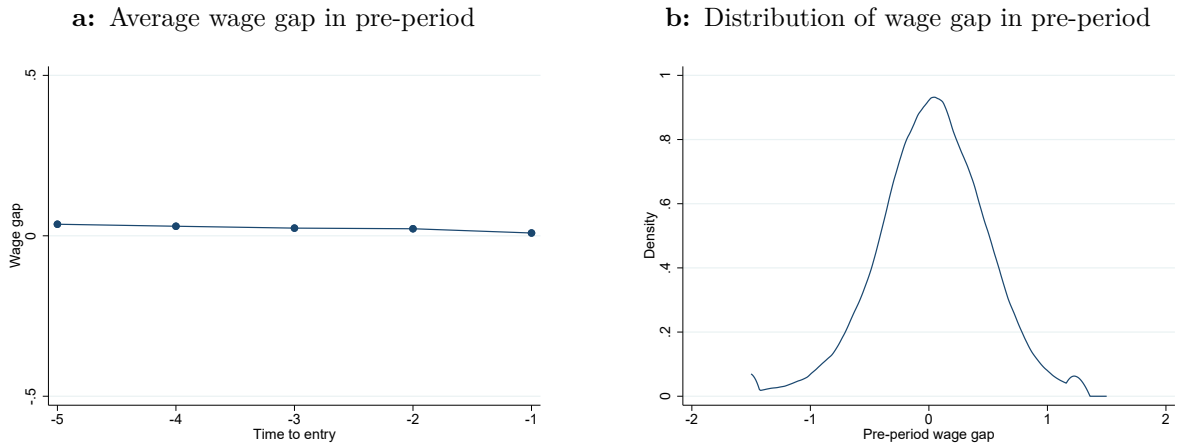 a: Average wage gap in pre-period
.5
0
-.5
Wage gap
-5 -4 -3 -2 -1
Time to entry
b: Distribution of wage gap in pre-period
1
.8
.6
.4
.2
0
Density
-2 -1 0 1 2
Pre-period wage gap